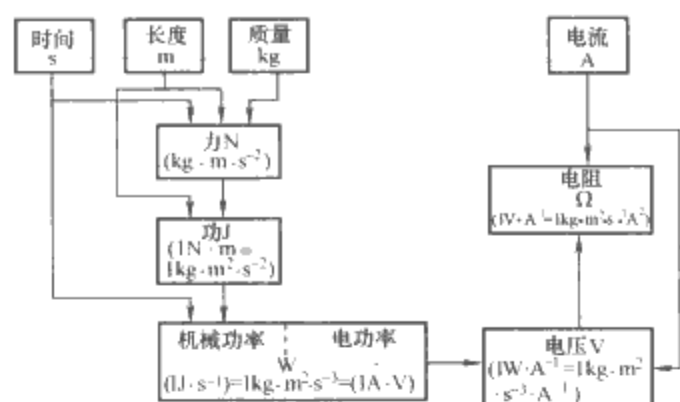 时间
s
长度
m
质量
kg
电流
A
力N
(kg·m·s⁻²)
电阻
Ω
(1V·A⁻¹=1kg·m²·s⁻³A⁻²)
功J
(1N·m=
1kg·m²·s⁻²)
机械功率
电功率
W
(1J·s⁻¹)=1kg·m²·s⁻³=(1A·V)
电压V
(1W·A⁻¹=1kg·m²
·s⁻³·A⁻¹)